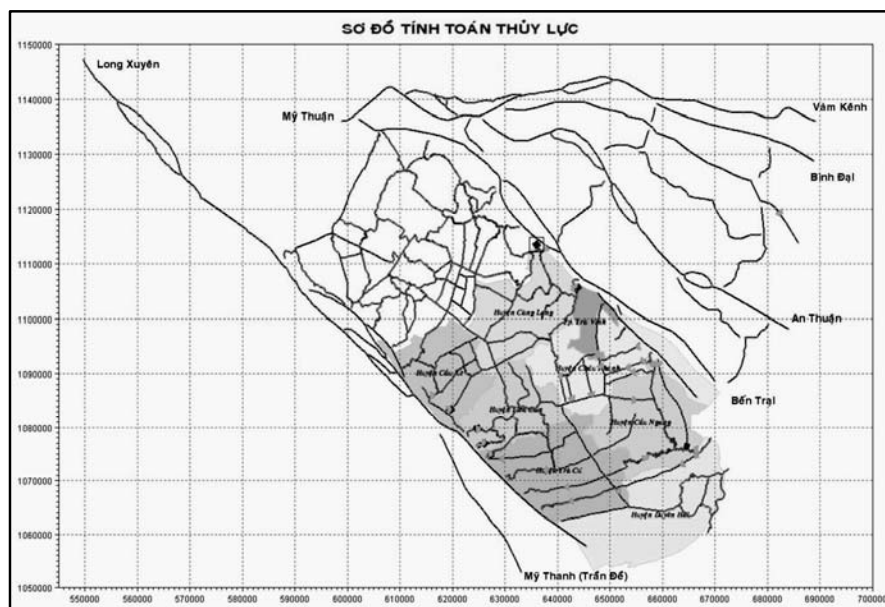 SƠ ĐỒ TÍNH TOÁN THỦY LỰC
1150000
Long Xuyên
1140000
Mỹ Thuận
Vàm Kênh
1130000
Bình Đại
1120000
1110000
Huyện Càng Long
Tp. Trà Vinh
1100000
An Thuận
Huyện Cầu Kè
Huyện Châu Thành
1090000
Bến Trại
Huyện Tiểu Cần
Huyện Cầu Ngang
1080000
Huyện Trà Cú
1070000
Huyện Duyên Hải
1060000
Mỹ Thanh (Trần Đề)
1050000
550000 560000 570000 580000 590000 600000 610000 620000 630000 640000 650000 660000 670000 680000 690000 700000